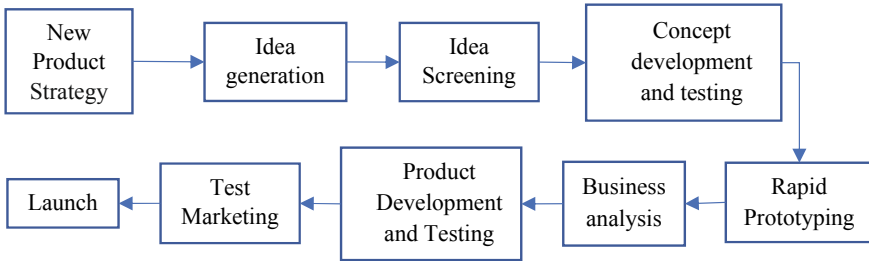 New
Product
Strategy
Idea
generation
Idea
Screening
Concept
development
and testing
Rapid
Prototyping
Business
analysis
Product
Development
and Testing
Test
Marketing
Launch